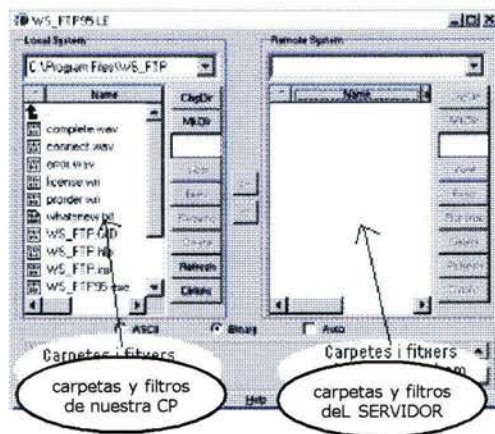 WS_FTP95 LE
Local System
Remote System
C:\Program Files\WS_FTP
Name
ChgDir
Name
MkDir
complete.wav
connect.wav
error.wav
license.wri
prorder.wri
whatsnew.txt
WS_FTP.GID
WS_FTP.hlp
WS_FTP.ini
Refresh
WS_FTP95.exe
ASCII
Binary
Auto
Carpetes i fitxers
Carpetes i fitxers
carpetas y filtros
de nuestra CP
carpetas y filtros
deL SERVIDOR
Help